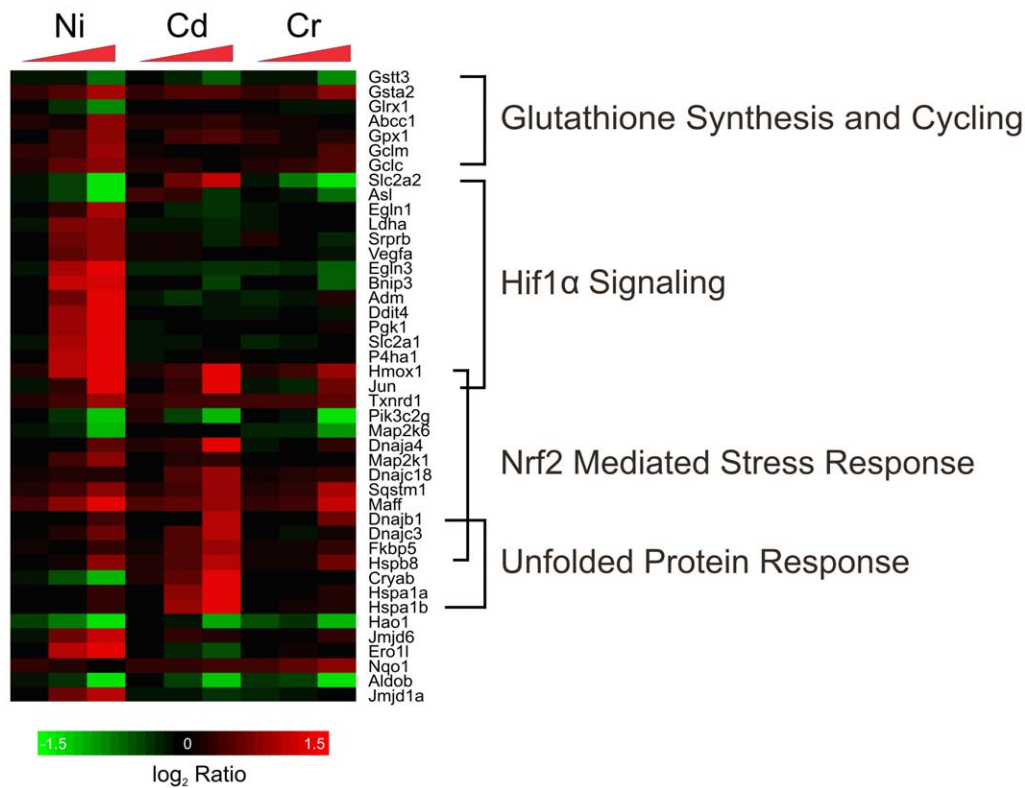 Ni Cd Cr
Gstt3
Gsta2
Glrx1
Abcc1
Gpx1
Gclm
Gclc
Slc2a2
Asl
Egln1
Ldha
Srprb
Vegfa
Egln3
Bnip3
Adm
Ddit4
Pgk1
Slc2a1
P4ha1
Hmox1
Jun
Txnrd1
Pik3c2g
Map2k6
Dnaja4
Map2k1
Dnajc18
Sqstm1
Maff
Dnajb1
Dnajc3
Fkbp5
Hspb8
Cryab
Hspa1a
Hspa1b
Hao1
Jmjd6
Ero1l
Nqo1
Aldob
Jmjd1a
Glutathione Synthesis and Cycling
Hif1α Signaling
Nrf2 Mediated Stress Response
Unfolded Protein Response
-1.5 0 1.5
log₂ Ratio